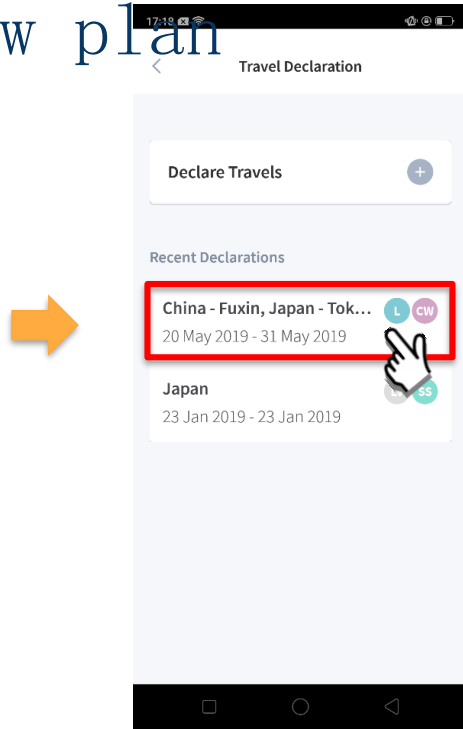 w plan
17:18
Travel Declaration
Declare Travels
Recent Declarations
China - Fuxin, Japan - Tok...
L CW
20 May 2019 - 31 May 2019
Japan
SS
23 Jan 2019 - 23 Jan 2019